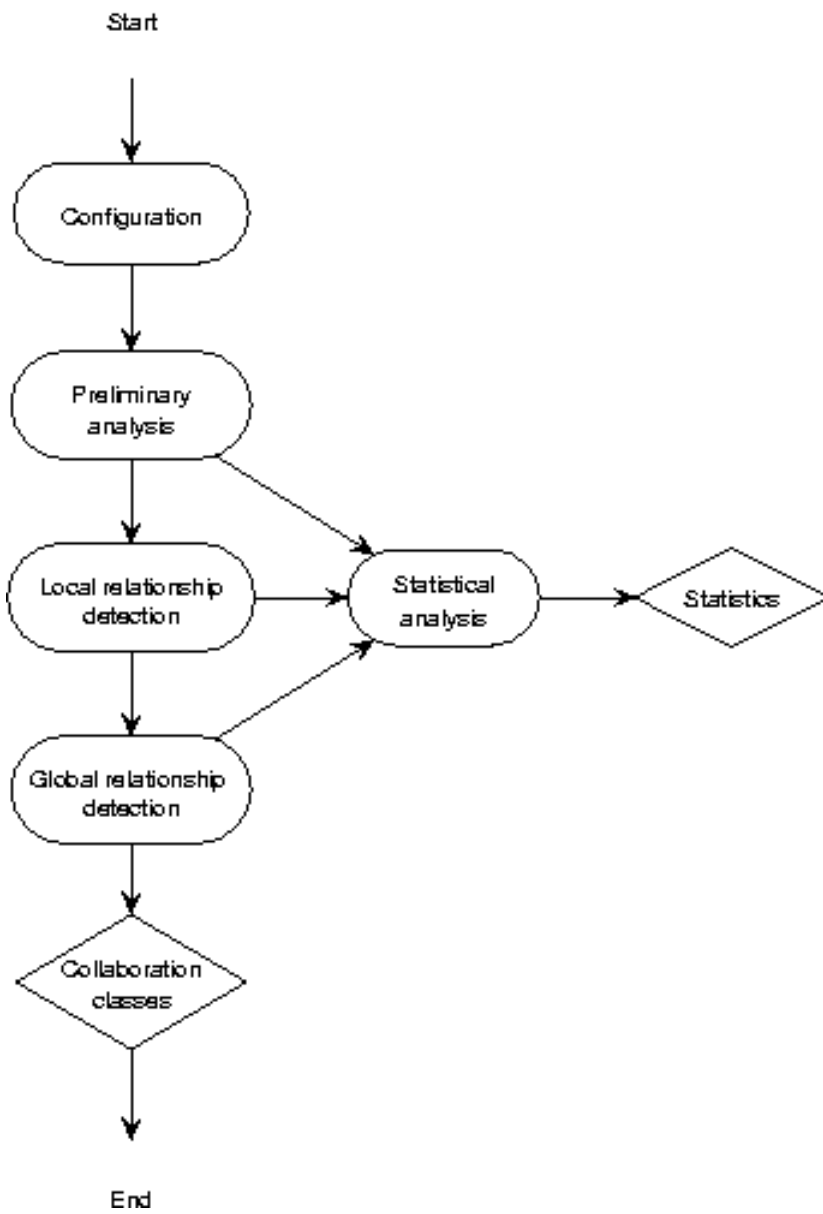 Start
Configuration
Preliminary
analysis
Local relationship
detection
Statistical
analysis
Statistics
Global relationship
detection
Collaboration
classes
End